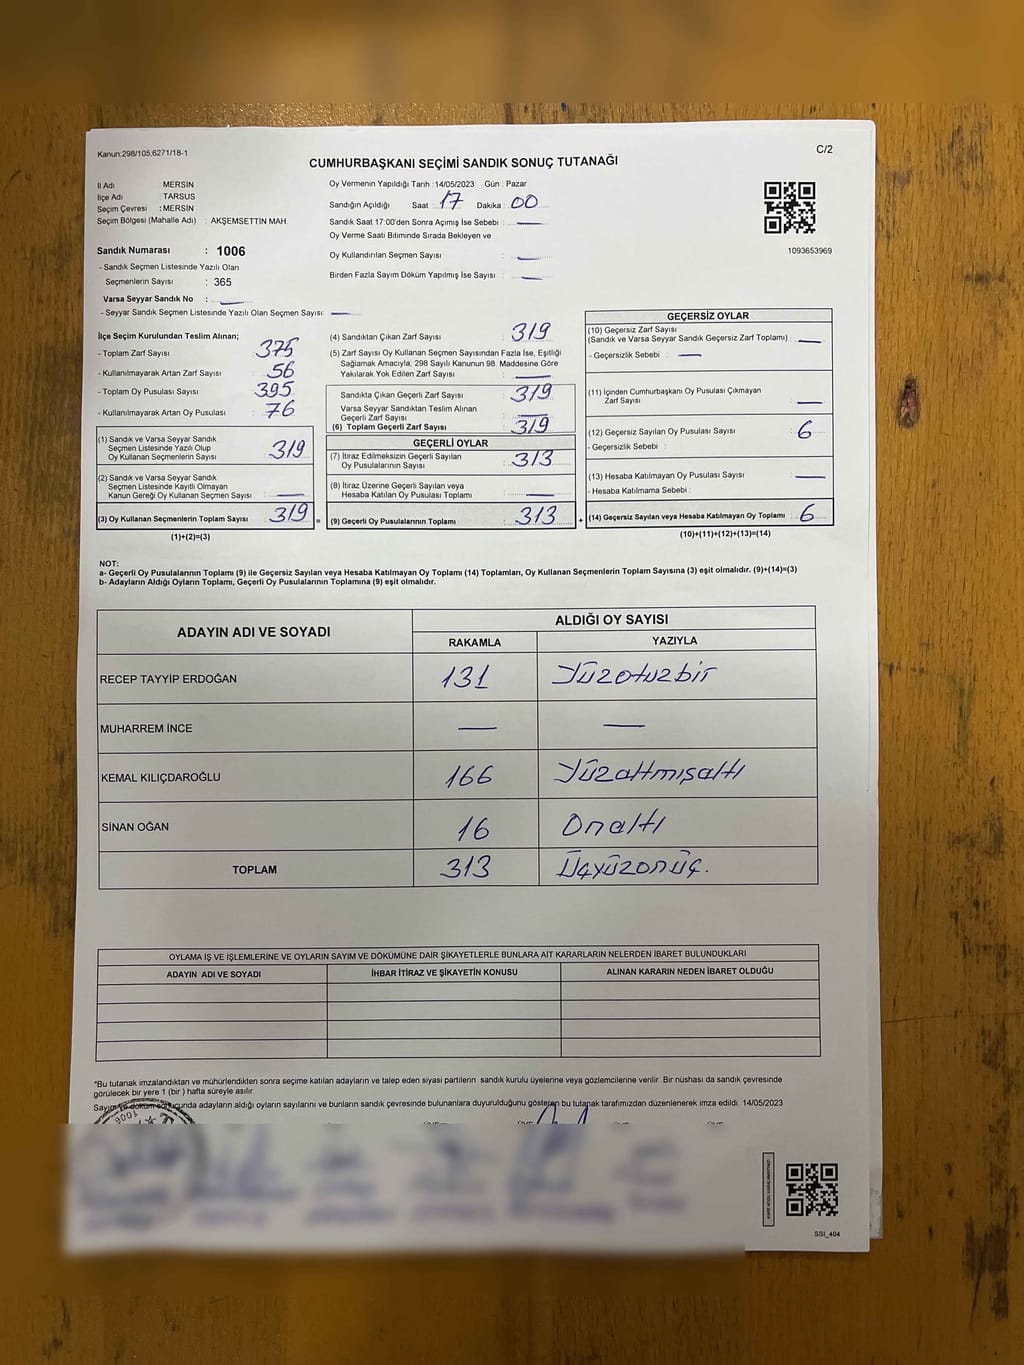 Kanun:298/105;6271/18-1
C/2
CUMHURBAŞKANI SEÇİMİ SANDIK SONUÇ TUTANAĞI
İl Adı MERSİN
İlçe Adı : TARSUS
Seçim Çevresi : MERSİN
Seçim Bölgesi (Mahalle Adı) : AKŞEMSETTİN MAH.
Sandık Numarası : 1006
- Sandık Seçmen Listesinde Yazılı Olan
Seçmenlerin Sayısı : 365
Varsa Seyyar Sandık No : —
- Seyyar Sandık Seçmen Listesinde Yazılı Olan Seçmen Sayısı: —
Oy Vermenin Yapıldığı Tarih :14/05/2023 Gün : Pazar
Sandığın Açıldığı Saat : 17 Dakika : 00
Sandık Saat 17.00'den Sonra Açımış İse Sebebi : —
Oy Verme Saati Bitiminde Sırada Bekleyen ve
Oy Kullandırılan Seçmen Sayısı : —
Birden Fazla Sayım Döküm Yapılmış İse Sayısı : —
1093653969
İlçe Seçim Kurulundan Teslim Alınan;
- Toplam Zarf Sayısı : 375
- Kullanılmayarak Artan Zarf Sayısı : 56
- Toplam Oy Pusulası Sayısı : 395
- Kullanılmayarak Artan Oy Pusulası : 76
(1) Sandık ve Varsa Seyyar Sandık
Seçmen Listesinde Yazılı Olup
Oy Kullanan Seçmenlerin Sayısı : 319
(2) Sandık ve Varsa Seyyar Sandık
Seçmen Listesinde Kayıtlı Olmayan
Kanun Gereği Oy Kullanan Seçmen Sayısı : —
(3) Oy Kullanan Seçmenlerin Toplam Sayısı : 319 =
(1)+(2)=(3)
(4) Sandıktan Çıkan Zarf Sayısı : 319
(5) Zarf Sayısı Oy Kullanan Seçmen Sayısından Fazla İse, Eşitliği
Sağlamak Amacıyla, 298 Sayılı Kanunun 98. Maddesine Göre
Yakılarak Yok Edilen Zarf Sayısı : —
Sandıkta Çıkan Geçerli Zarf Sayısı : 319
Varsa Seyyar Sandıktan Teslim Alınan
Geçerli Zarf Sayısı : —
(6) Toplam Geçerli Zarf Sayısı : 319
GEÇERLİ OYLAR
(7) İtiraz Edilmeksizin Geçerli Sayılan
Oy Pusulalarının Sayısı : 313
(8) İtiraz Üzerine Geçerli Sayılan veya
Hesaba Katılan Oy Pusulası Toplamı : —
(9) Geçerli Oy Pusulalarının Toplamı : 313 +
GEÇERSİZ OYLAR
(10) Geçersiz Zarf Sayısı
(Sandık ve Varsa Seyyar Sandık Geçersiz Zarf Toplamı) : —
- Geçersizlik Sebebi : —
(11) İçinden Cumhurbaşkanı Oy Pusulası Çıkmayan
Zarf Sayısı : —
(12) Geçersiz Sayılan Oy Pusulası Sayısı : 6
- Geçersizlik Sebebi :
(13) Hesaba Katılmayan Oy Pusulası Sayısı : —
- Hesaba Katılmama Sebebi :
(14) Geçersiz Sayılan veya Hesaba Katılmayan Oy Toplamı : 6
(10)+(11)+(12)+(13)=(14)
NOT:
a- Geçerli Oy Pusulalarının Toplamı (9) ile Geçersiz Sayılan veya Hesaba Katılmayan Oy Toplamı (14) Toplamları, Oy Kullanan Seçmenlerin Toplam Sayısına (3) eşit olmalıdır. (9)+(14)=(3)
b- Adayların Aldığı Oyların Toplamı, Geçerli Oy Pusulalarının Toplamına (9) eşit olmalıdır.
ADAYIN ADI VE SOYADI ALDIĞI OY SAYISI
RAKAMLA YAZIYLA
RECEP TAYYİP ERDOĞAN 131 Yüzotuzbir
MUHARREM İNCE — —
KEMAL KILIÇDAROĞLU 166 Yüzaltmışaltı
SİNAN OĞAN 16 Onaltı
TOPLAM 313 Üçyüzonüç.
OYLAMA İŞ VE İŞLEMLERİNE VE OYLARIN SAYIM VE DÖKÜMÜNE DAİR ŞİKAYETLERLE BUNLARA AİT KARARLARIN NELERDEN İBARET BULUNDUKLARI
ADAYIN ADI VE SOYADI İHBAR İTİRAZ VE ŞİKAYETİN KONUSU ALINAN KARARIN NEDEN İBARET OLDUĞU
*Bu tutanak imzalandıktan ve mühürlendikten sonra seçime katılan adayların ve talep eden siyasi partilerin sandık kurulu üyelerine veya gözlemcilerine verilir .Bir nüshası da sandık çevresinde
görülecek bir yere 1 (bir ) hafta süreyle asılır.
Sayım ve döküm sonucunda adayların aldığı oyların sayılarını ve bunların sandık çevresinde bulunanlara duyurulduğunu gösteren bu tutanak tarafımızdan düzenlenerek imza edildi. 14/05/2023
1006
SSI_404